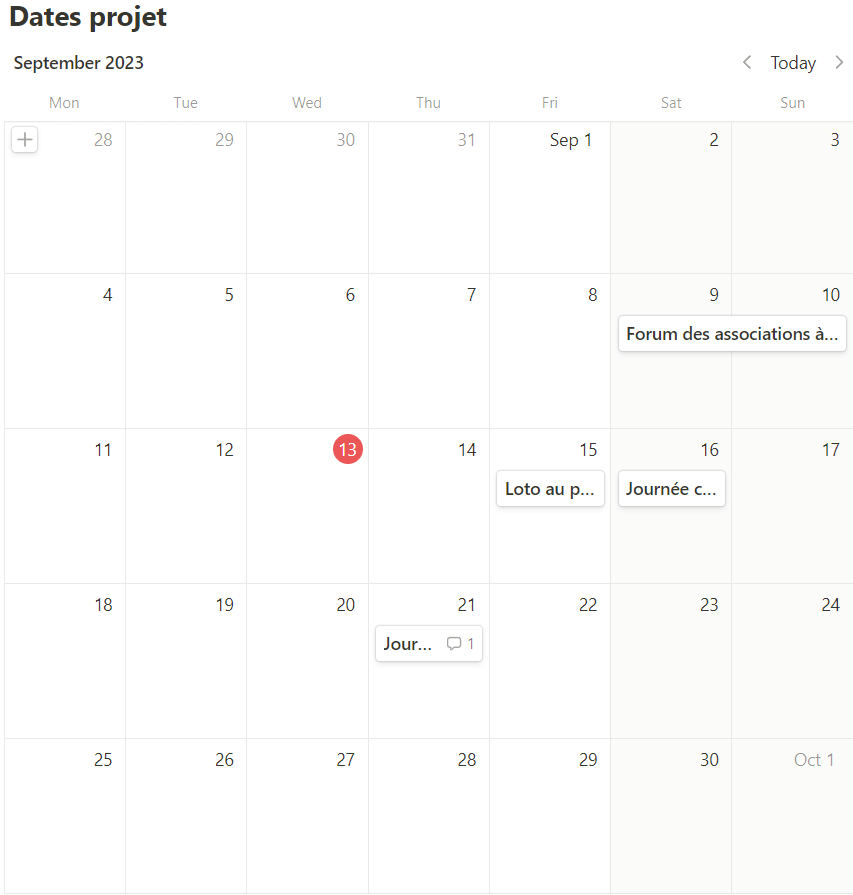 Dates projet
September 2023 Today
Mon Tue Wed Thu Fri Sat Sun
28 29 30 31 Sep 1 2 3
4 5 6 7 8 9 10
Forum des associations à...
11 12 13 14 15 16 17
Loto au p... Journée c...
18 19 20 21 22 23 24
Jour... 1
25 26 27 28 29 30 Oct 1